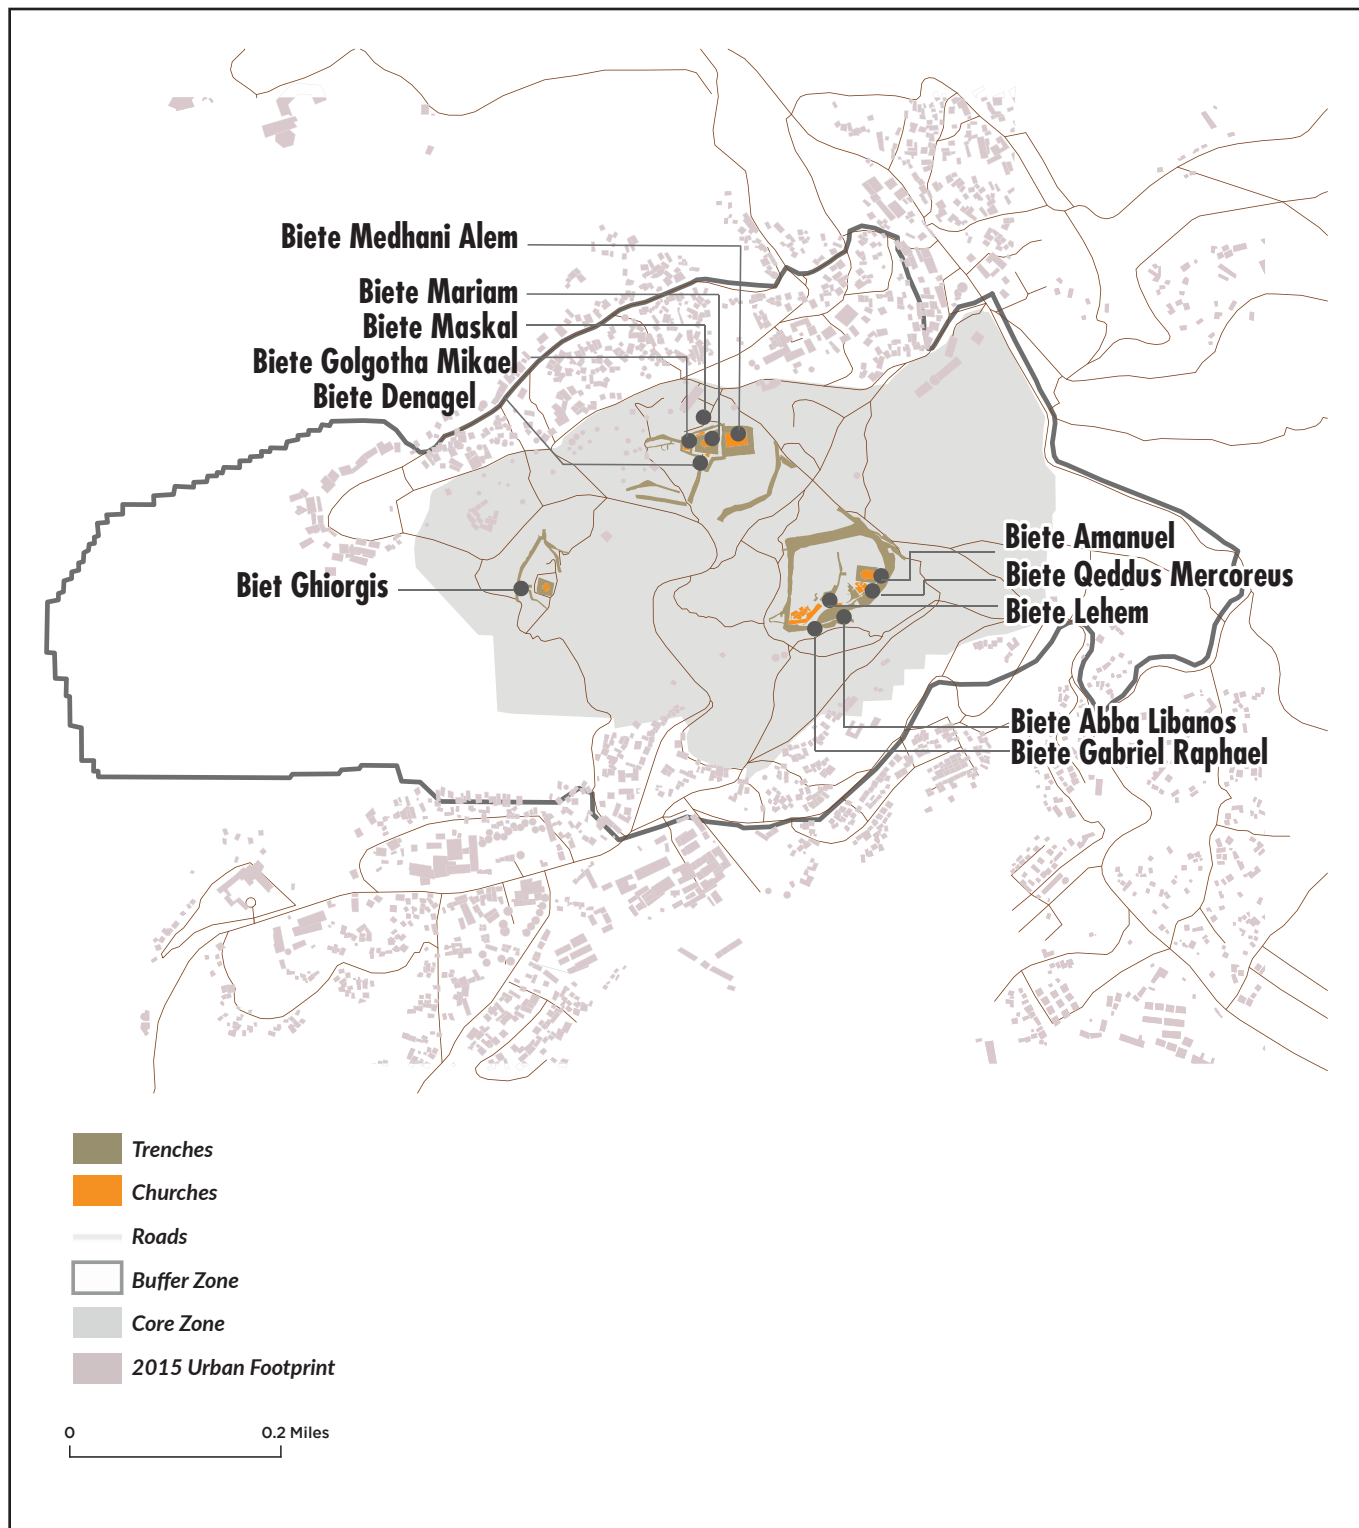 Biete Medhani Alem
Biete Mariam
Biete Maskal
Biete Golgotha Mikael
Biete Denagel
Biete Amanuel
Biete Qeddus Mercoreus
Biete Lehem
Biet Ghiorgis
Biete Abba Libanos
Biete Gabriel Raphael
Trenches
Churches
Roads
Buffer Zone
Core Zone
2015 Urban Footprint
0 0.2 Miles